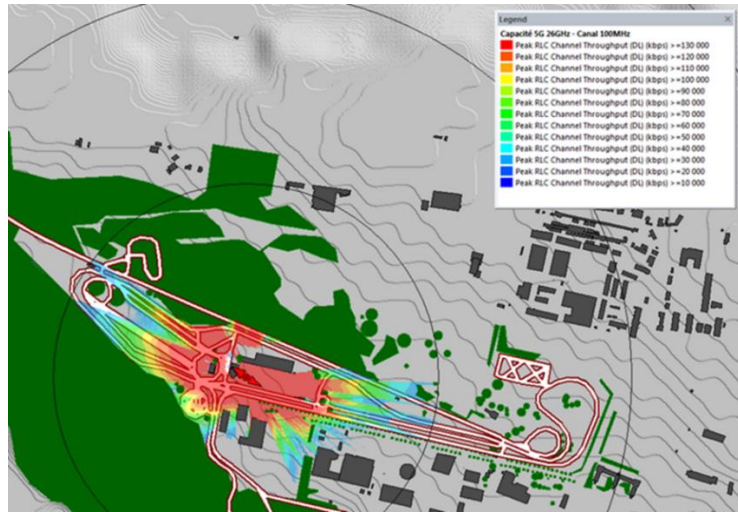 Legend
Capacité 5G 26GHz - Canal 100MHz
Peak RLC Channel Throughput (DL) (kbps) >=130 000
Peak RLC Channel Throughput (DL) (kbps) >=120 000
Peak RLC Channel Throughput (DL) (kbps) >=110 000
Peak RLC Channel Throughput (DL) (kbps) >=100 000
Peak RLC Channel Throughput (DL) (kbps) >=90 000
Peak RLC Channel Throughput (DL) (kbps) >=80 000
Peak RLC Channel Throughput (DL) (kbps) >=70 000
Peak RLC Channel Throughput (DL) (kbps) >=60 000
Peak RLC Channel Throughput (DL) (kbps) >=50 000
Peak RLC Channel Throughput (DL) (kbps) >=40 000
Peak RLC Channel Throughput (DL) (kbps) >=30 000
Peak RLC Channel Throughput (DL) (kbps) >=20 000
Peak RLC Channel Throughput (DL) (kbps) >=10 000